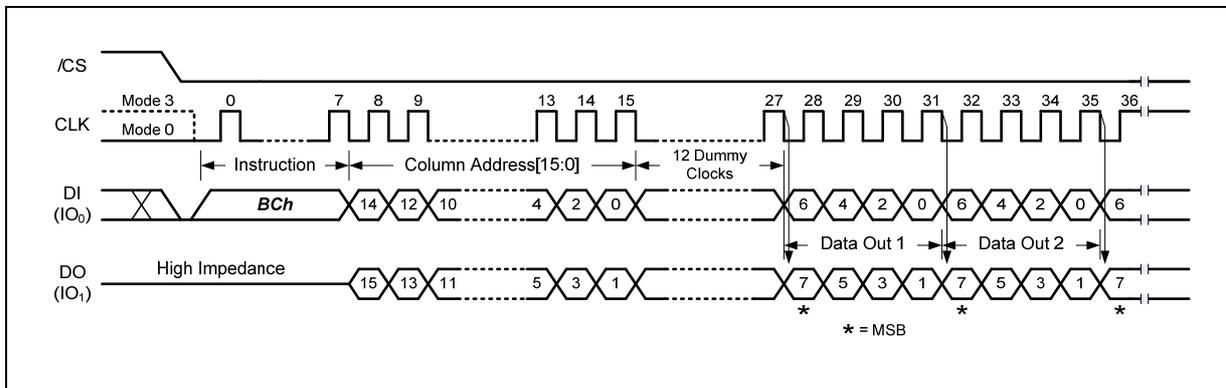 /CS
Mode 3 0 7 8 9 13 14 15 27 28 29 30 31 32 33 34 35 36
CLK
Mode 0
Instruction Column Address[15:0] 12 Dummy Clocks
DI
(IO0) BCh 14 12 10 4 2 0 6 4 2 0 6 4 2 0 6
Data Out 1 Data Out 2
High Impedance
DO
(IO1) 15 13 11 5 3 1 7 5 3 1 7 5 3 1 7
* * *
* = MSB